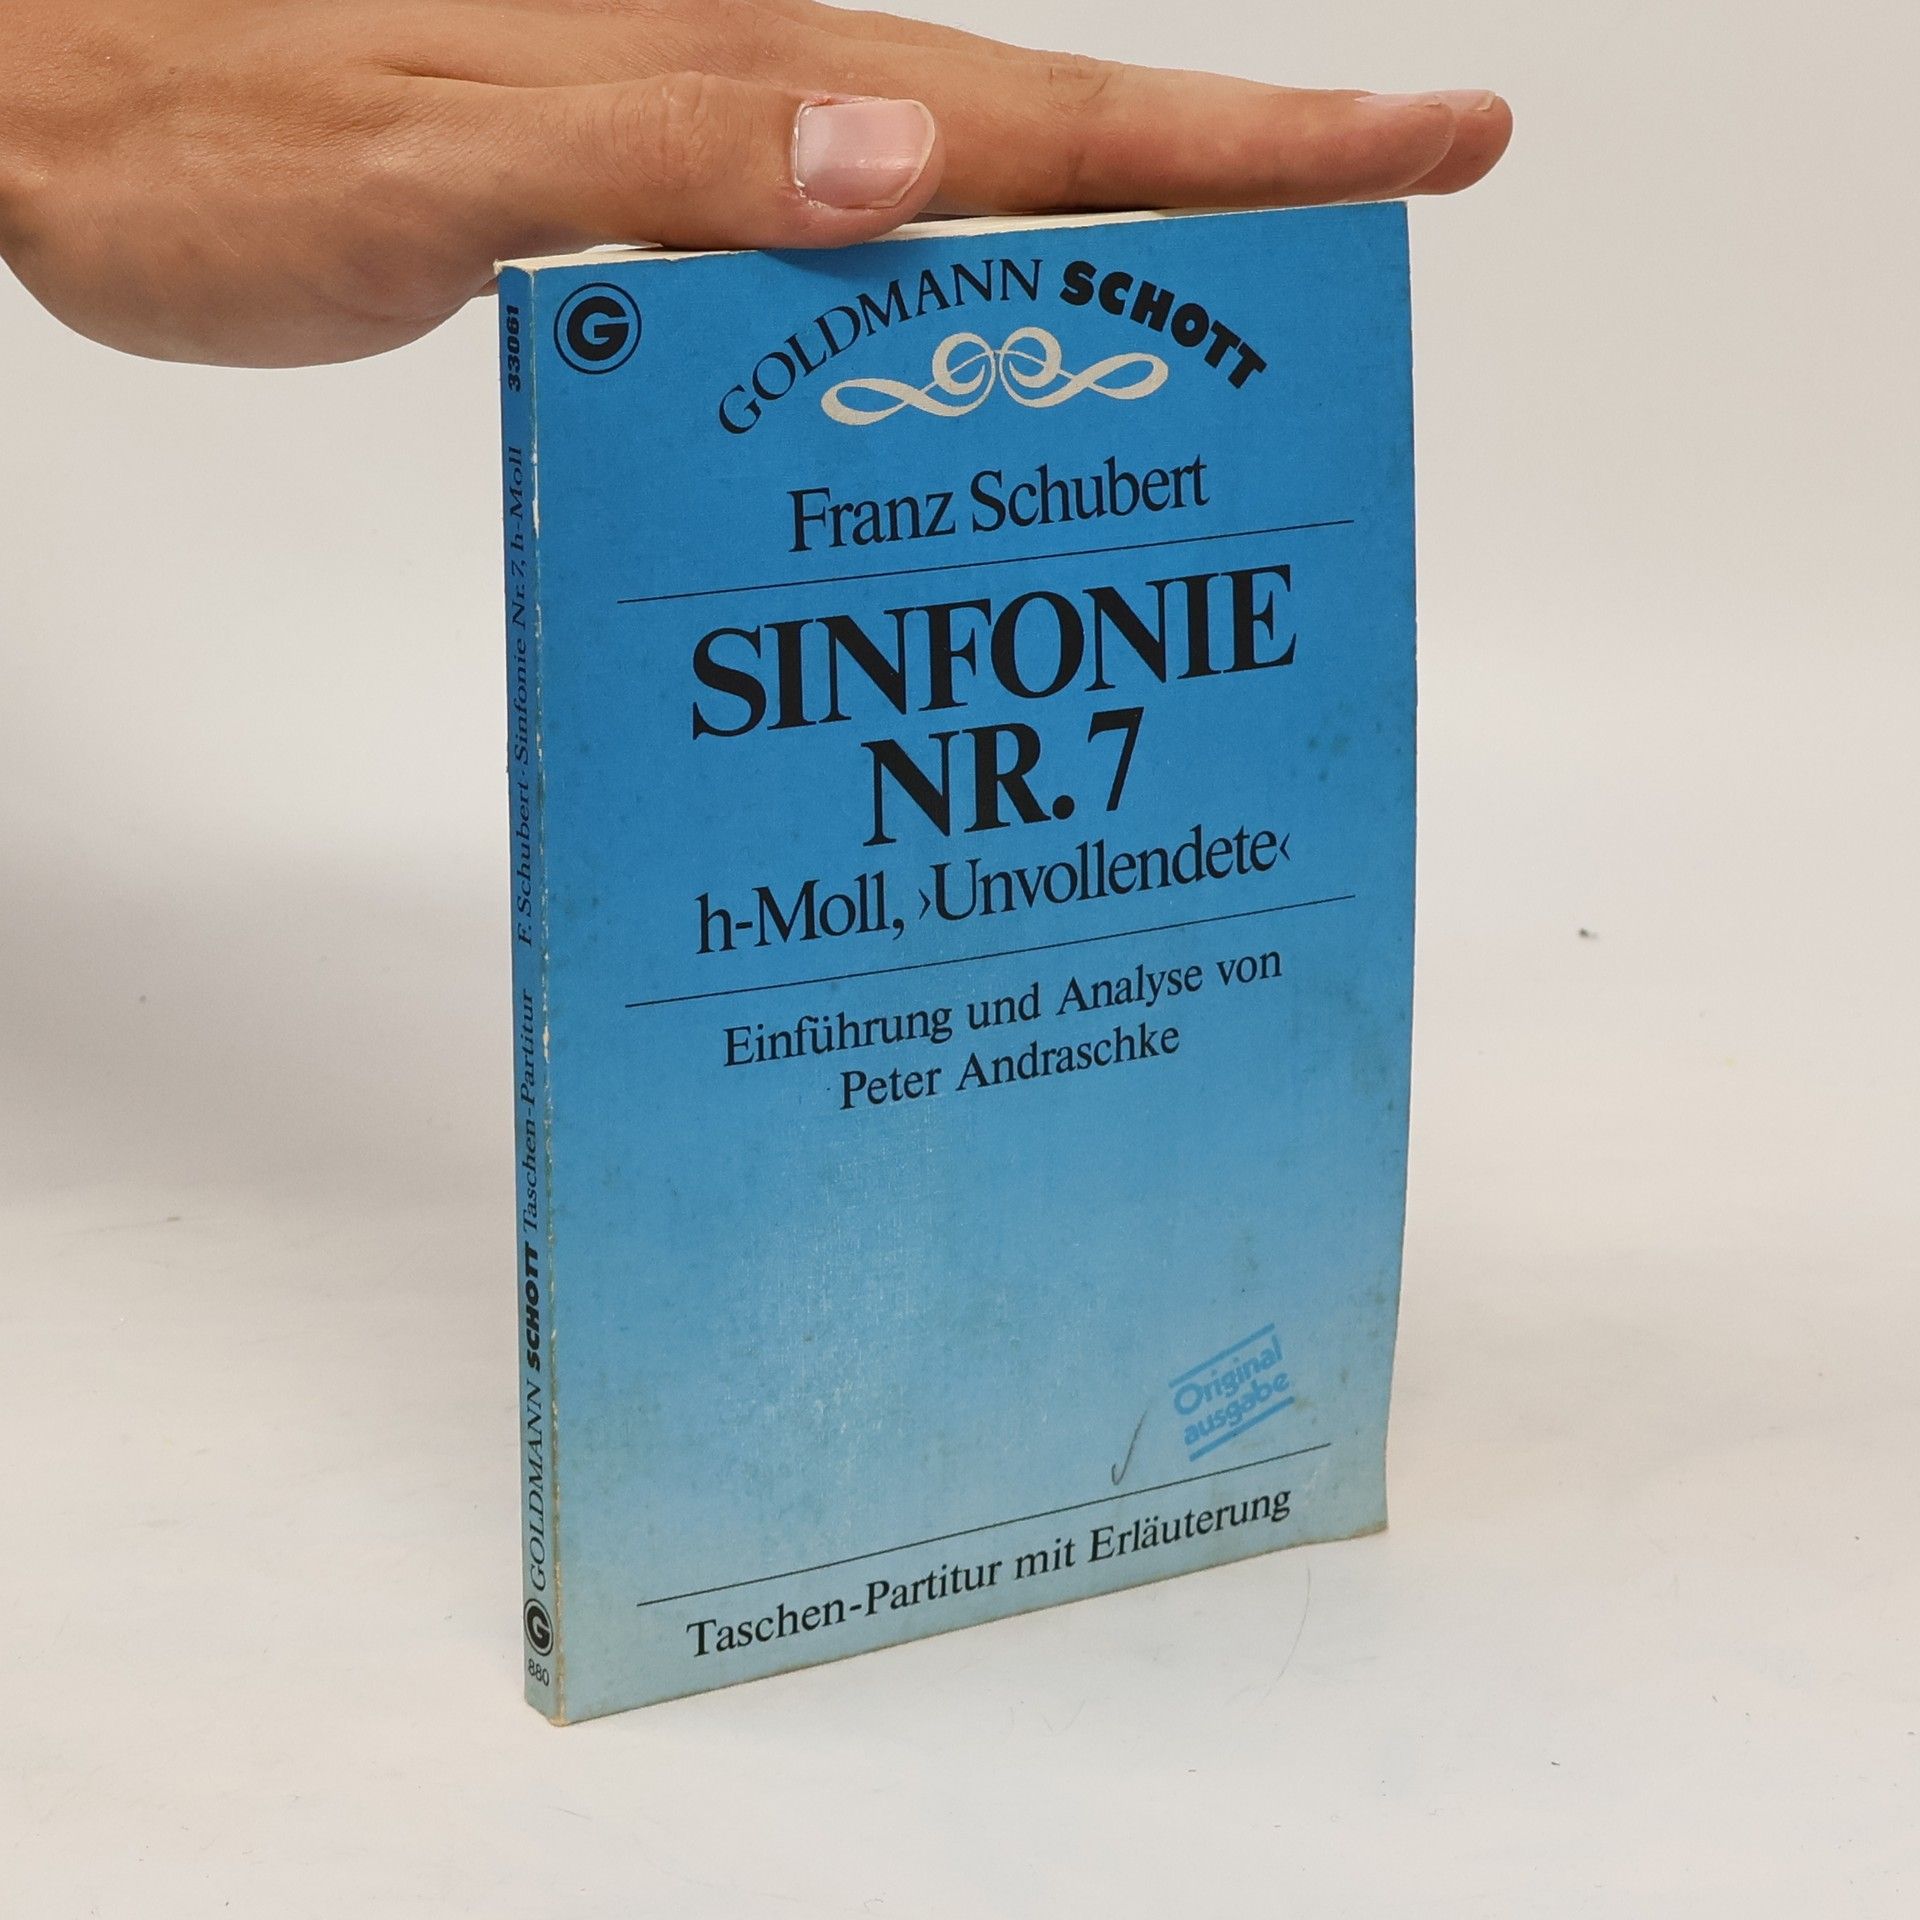 G
GOLDMANN SCHOTT
Franz Schubert
SINFONIE
NR. 7
h-Moll, ›Unvollendete‹
Einführung und Analyse von
Peter Andraschke
Original
ausgabe
Taschen-Partitur mit Erläuterung
880 G GOLDMANN SCHOTT Taschen-Partitur F. Schubert · Sinfonie Nr. 7, h-Moll 33061